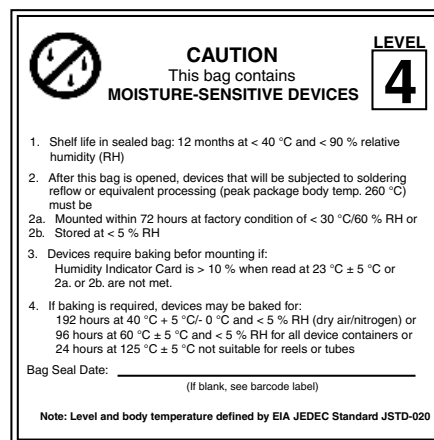 LEVEL
CAUTION
4
This bag contains
MOISTURE-SENSITIVE DEVICES
1. Shelf life in sealed bag: 12 months at < 40 °C and < 90 % relative
humidity (RH)
2. After this bag is opened, devices that will be subjected to soldering
reflow or equivalent processing (peak package body temp. 260 °C)
must be
2a. Mounted within 72 hours at factory condition of < 30 °C/60 % RH or
2b. Stored at < 5 % RH
3. Devices require baking befor mounting if:
Humidity Indicator Card is > 10 % when read at 23 °C ± 5 °C or
2a. or 2b. are not met.
4. If baking is required, devices may be baked for:
192 hours at 40 °C + 5 °C/- 0 °C and < 5 % RH (dry air/nitrogen) or
96 hours at 60 °C ± 5 °C and < 5 % RH for all device containers or
24 hours at 125 °C ± 5 °C not suitable for reels or tubes
Bag Seal Date:
(If blank, see barcode label)
Note: Level and body temperature defined by EIA JEDEC Standard JSTD-020